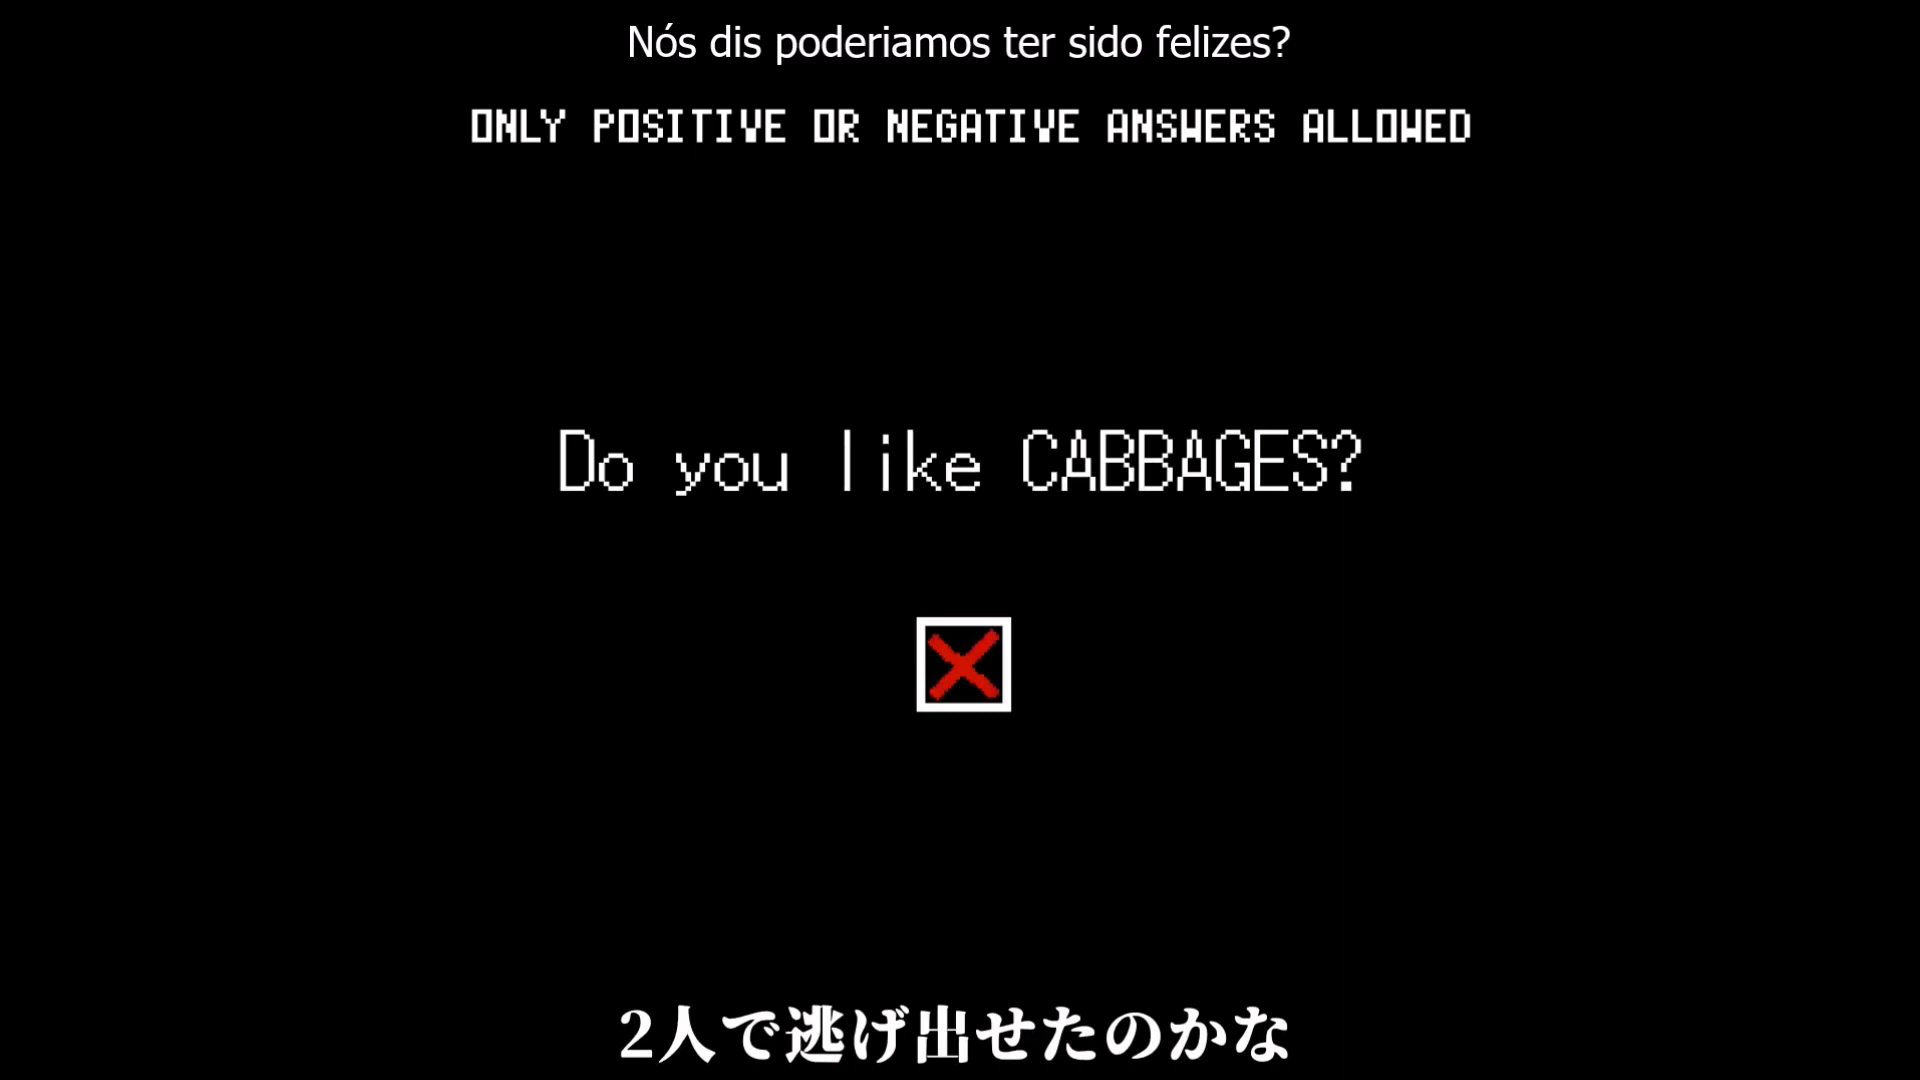 Nós dis poderiamos ter sido felizes?
ONLY POSITIVE OR NEGATIVE ANSWERS ALLOWED
Do you like CABBAGES?
2人で逃げ出せたのかな